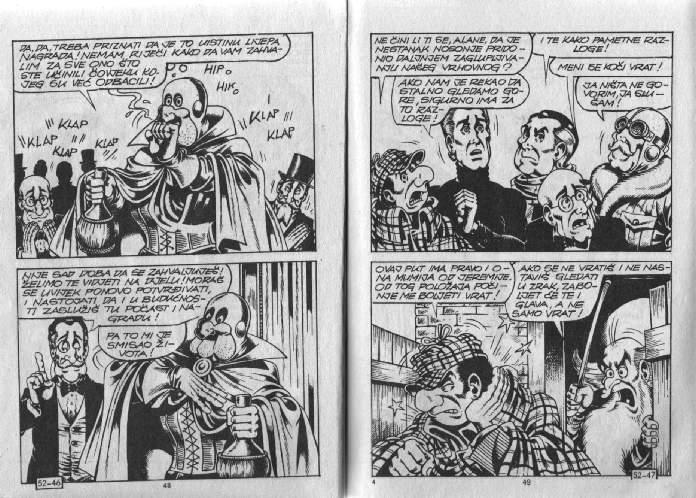 DA, DA, TREBA PRIZNATI DA JE TO UISTINU LIJEPA
NAGRADA! NEMAM RIJEČI KAKO DA VAM ZAHVA-
LIM ZA SVE ONO ŠTO
STE UČINILI ČOVJEKU KO-
JEG SU VEĆ ODBACILI!
HIP
HIK
KLAP
KLAP
KLAP
KLAP
KLAP
KLAP
NIJE SAD DOBA DA SE ZAHVALJUJEŠ!
ŽELIMO TE VIDJETI NA DJELU! MORAŠ
SE UVIJEK PONOVO POTVRĐIVATI,
I NASTOJATI DA I U BUDUĆNOS-
TI ZASLUŽIŠ TU POČAST I NA-
GRADU!
PA TO MI JE
SMISAO ŽI-
VOTA!
52-46
48
NE ČINI LI TI SE, ALANE, DA JE
NESTANAK NOSONJE PRIDO-
NIO DALJNJEM ZAGLUPLJIVA-
NJU NAŠEG VRHOVNOG?
I TE KAKO PAMETNE RAZ-
LOGE!
MENI SE KOČI VRAT!
AKO NAM JE REKAO DA
STALNO GLEDAMO GO-
RE, SIGURNO IMA ZA
TO RAZ-
LOGE!
JA NIŠTA NE GO-
VORIM, JA SLU-
ŠAM!
OVAJ PUT IMA PRAVO I O-
NA MUMIJA OD JEREMIJE.
OD TOG POLOŽAJA POČI-
NJE ME BOLJETI VRAT!
AKO SE NE VRATIŠ I NE NAS-
TAVIŠ GLEDATI
U ZRAK, ZABO-
LJET ĆE TE I
GLAVA, A NE
SAMO VRAT!
4
49
52-47